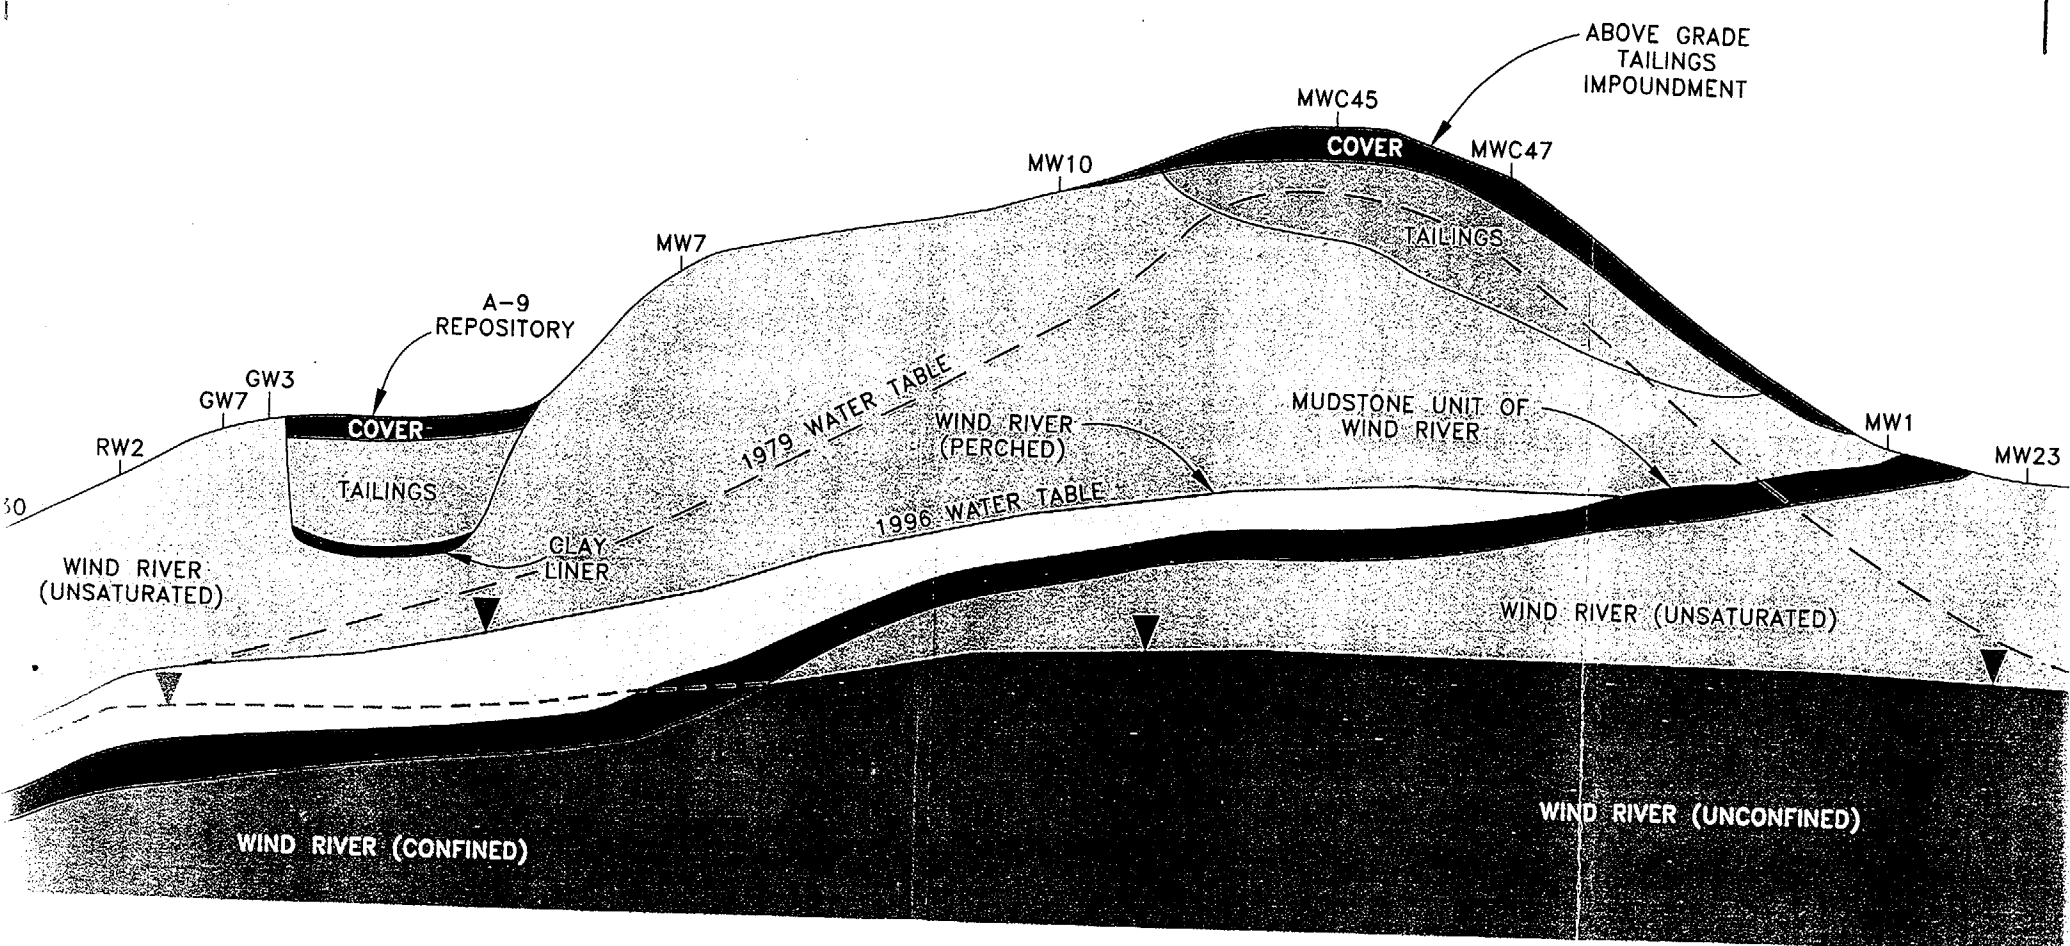 ABOVE GRADE
TAILINGS
IMPOUNDMENT
MWC45
COVER
MWC47
MW10
TAILINGS
MW7
A-9
REPOSITORY
GW3
GW7
COVER
RW2
TAILINGS
1979 WATER TABLE
WIND RIVER
(PERCHED)
MUDSTONE UNIT OF
WIND RIVER
MW1
MW23
1996 WATER TABLE
CLAY
LINER
WIND RIVER
(UNSATURATED)
WIND RIVER (UNSATURATED)
WIND RIVER (CONFINED)
WIND RIVER (UNCONFINED)